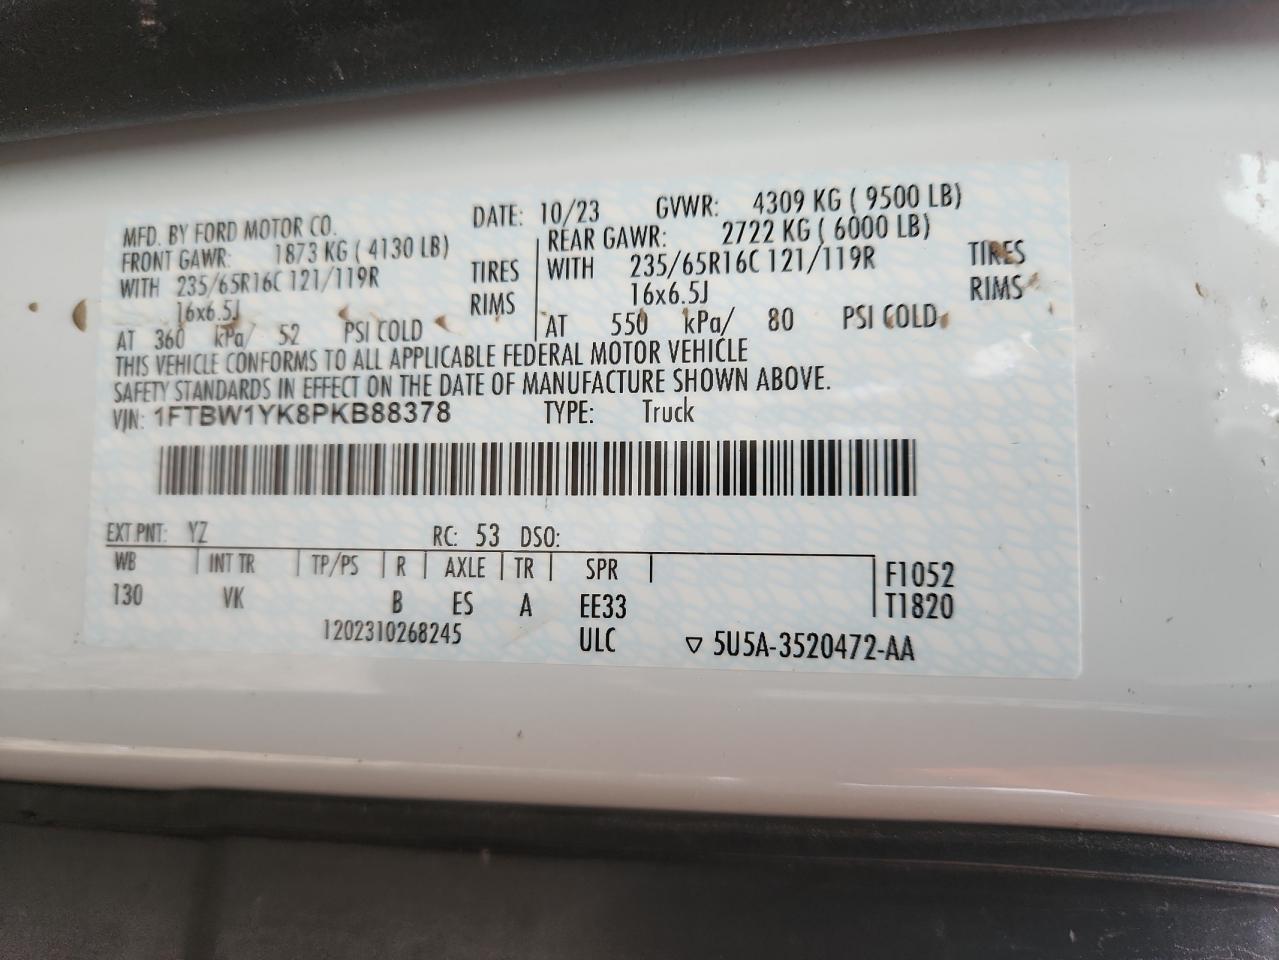 MFD. BY FORD MOTOR CO. DATE: 10/23 GVWR: 4309 KG ( 9500 LB)
FRONT GAWR: 1873 KG ( 4130 LB) REAR GAWR: 2722 KG ( 6000 LB)
WITH 235/65R16C 121/119R TIRES WITH 235/65R16C 121/119R TIRES
16x6.5J RIMS 16x6.5J RIMS
AT 360 kPa/ 52 PSI COLD AT 550 kPa/ 80 PSI COLD
THIS VEHICLE CONFORMS TO ALL APPLICABLE FEDERAL MOTOR VEHICLE
SAFETY STANDARDS IN EFFECT ON THE DATE OF MANUFACTURE SHOWN ABOVE.
VIN: 1FTBW1YK8PKB88378 TYPE: Truck
EXT PNT: YZ RC: 53 DSO:
WB INT TR TP/PS R AXLE TR SPR F1052
130 VK B ES A EE33 T1820
1202310268245 ULC ▽ 5U5A-3520472-AA